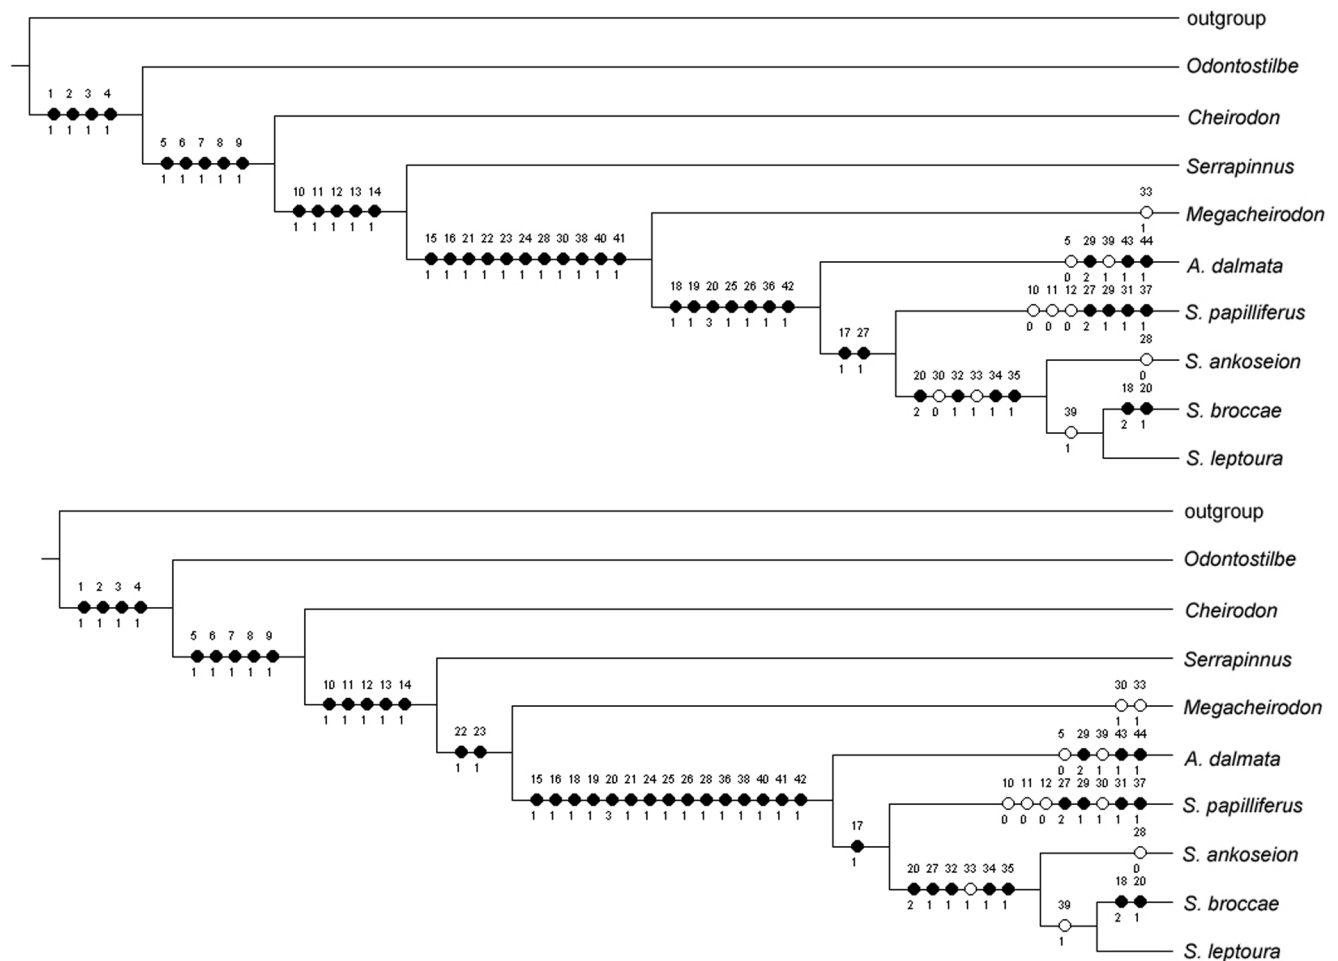 outgroup
Odontostilbe
1 2 3 4
1 1 1 1
Cheirodon
5 6 7 8 9
1 1 1 1 1
Serrapinnus
10 11 12 13 14
1 1 1 1 1
33
Megacheirodon
1
15 16 21 22 23 24 28 30 38 40 41
1 1 1 1 1 1 1 1 1 1 1
5 29 39 43 44
A. dalmata
0 2 1 1 1
18 19 20 25 26 36 42
1 1 3 1 1 1 1
10 11 12 27 29 31 37
S. papilliferus
0 0 0 2 1 1 1
17 27
1 1
28
S. ankoseion
0
20 30 32 33 34 35
2 0 1 1 1 1
18 20
S. broccae
2 1
39
1
S. leptoura
outgroup
Odontostilbe
1 2 3 4
1 1 1 1
Cheirodon
5 6 7 8 9
1 1 1 1 1
Serrapinnus
10 11 12 13 14
1 1 1 1 1
30 33
Megacheirodon
1 1
22 23
1 1
5 29 39 43 44
A. dalmata
0 2 1 1 1
15 16 18 19 20 21 24 25 26 28 36 38 40 41 42
1 1 1 1 3 1 1 1 1 1 1 1 1 1 1
10 11 12 27 29 30 31 37
S. papilliferus
0 0 0 2 1 1 1 1
17
1
28
S. ankoseion
0
20 27 32 33 34 35
2 1 1 1 1 1
18 20
S. broccae
2 1
39
1
S. leptoura